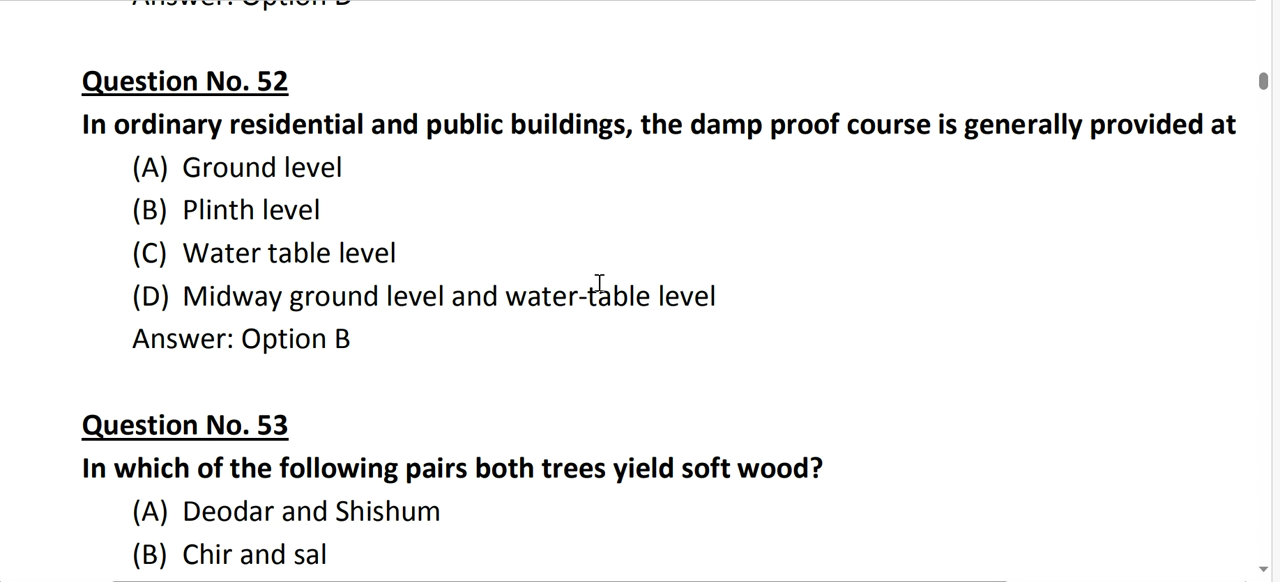 Answer: Option D
Question No. 52
In ordinary residential and public buildings, the damp proof course is generally provided at
(A) Ground level
(B) Plinth level
(C) Water table level
(D) Midway ground level and water-table level
Answer: Option B
Question No. 53
In which of the following pairs both trees yield soft wood?
(A) Deodar and Shishum
(B) Chir and sal